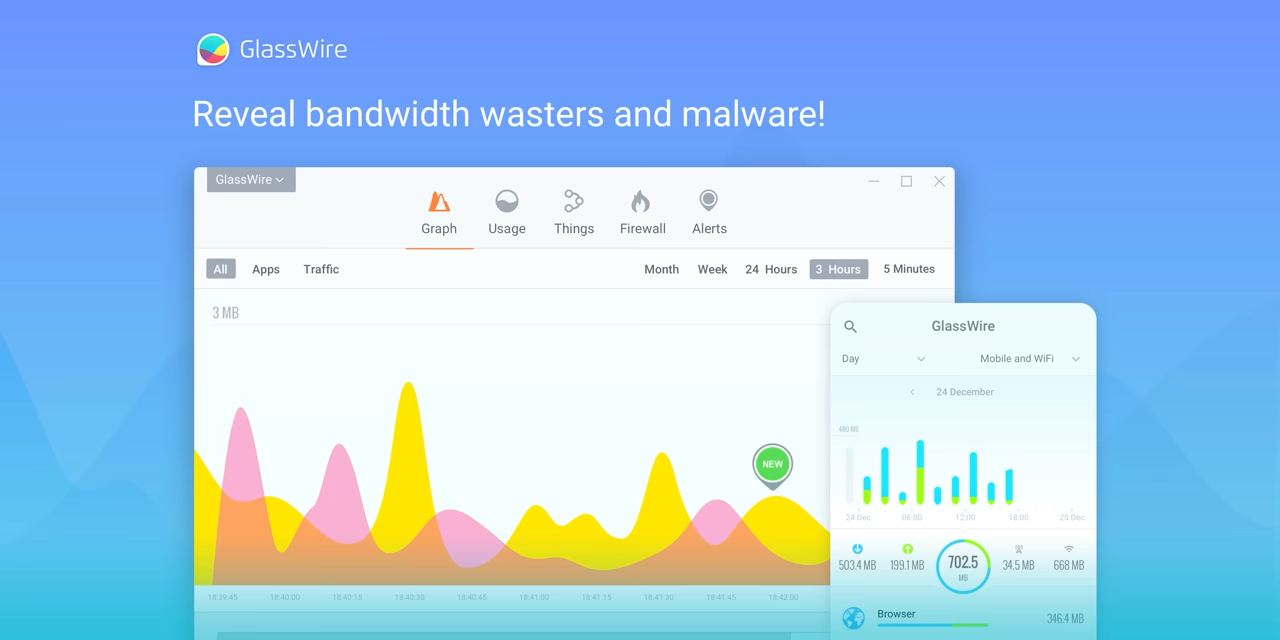 GlassWire
Reveal bandwidth wasters and malware!
GlassWire
Graph Usage Things Firewall Alerts
All Apps Traffic Month Week 24 Hours 3 Hours 5 Minutes
3 MB
NEW
18:39:45 18:40:00 18:40:15 18:40:30 18:40:45 18:41:00 18:41:15 18:41:30 18:41:45 18:42:00
GlassWire
Day Mobile and WiFi
24 December
480 MB
24 Dec 06:00 12:00 18:00 25 Dec
503.4 MB 199.1 MB 702.5 MB 34.5 MB 668 MB
Browser 346.4 MB